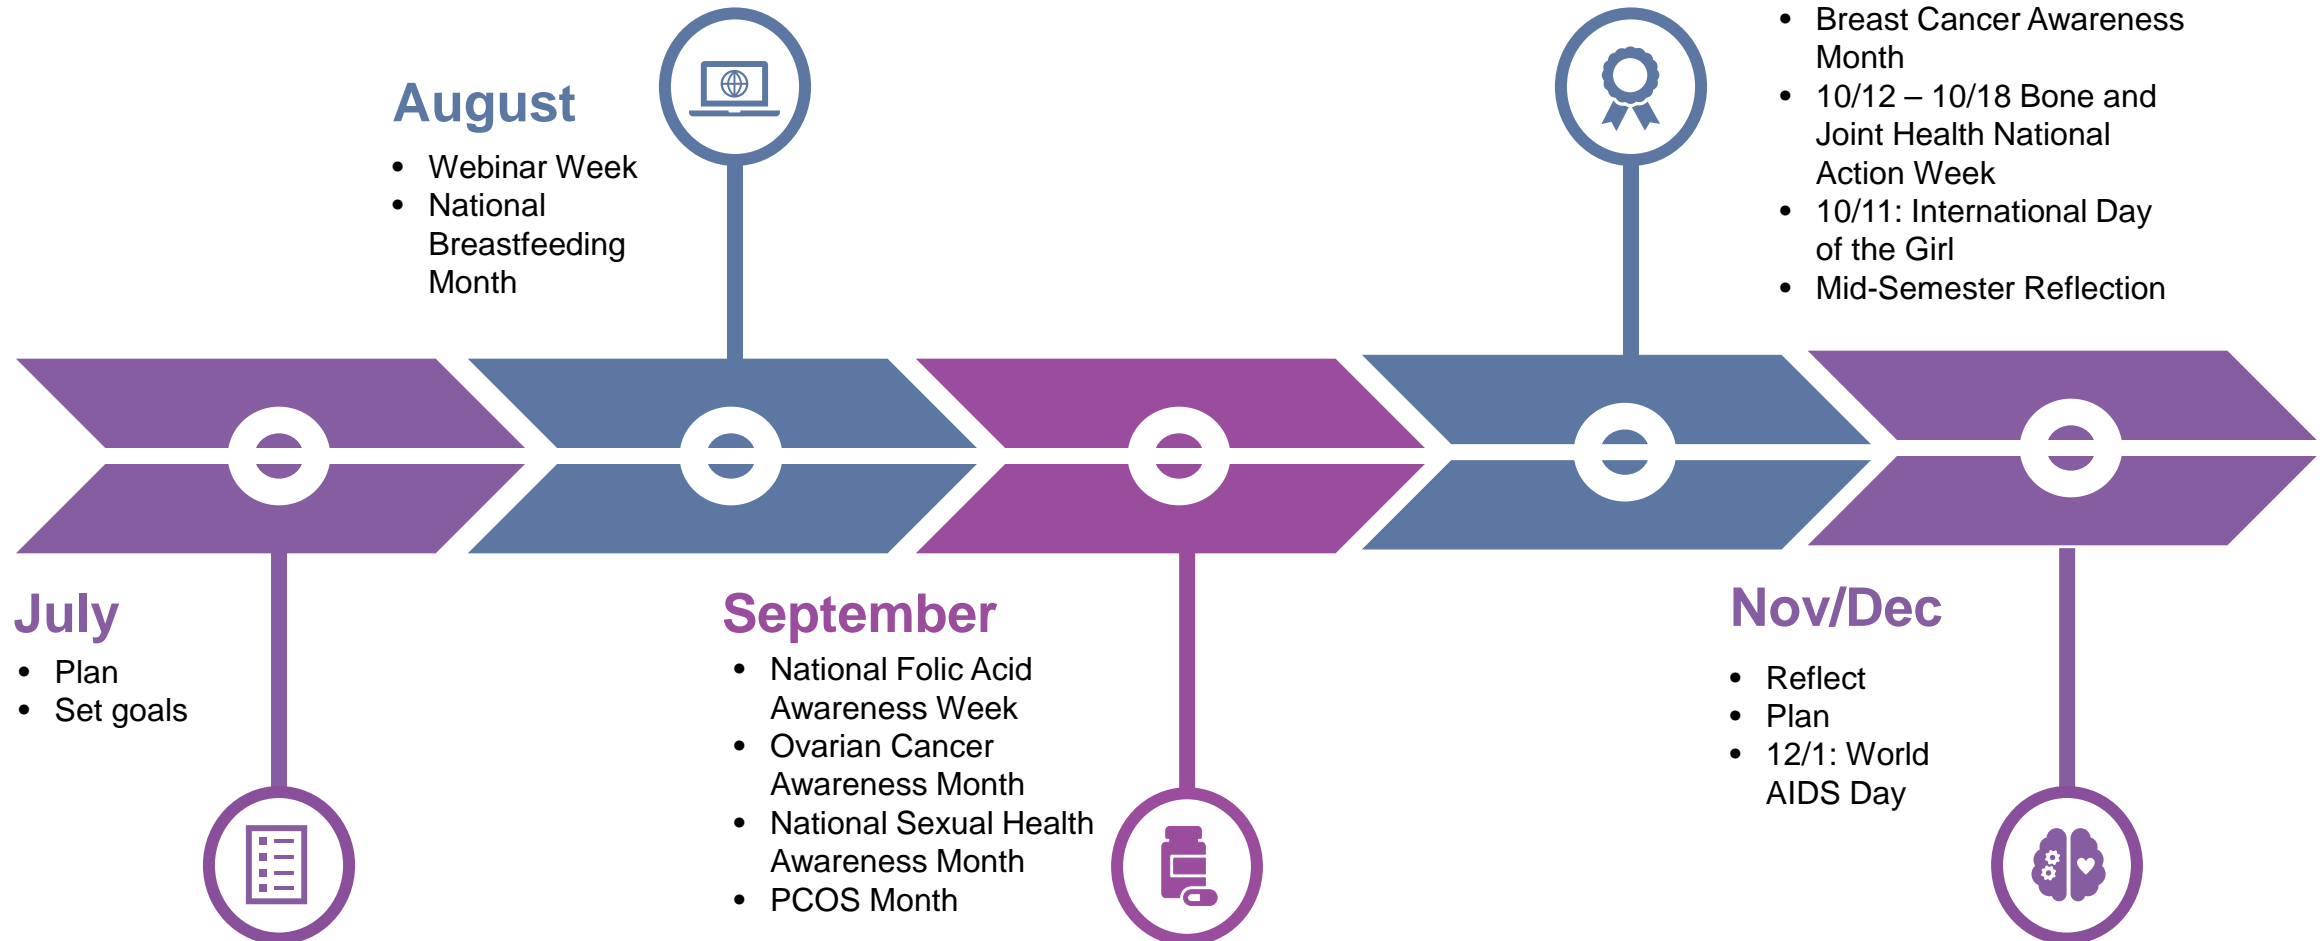 August
• Webinar Week
• National
Breastfeeding
Month
• Breast Cancer Awareness
Month
• 10/12 – 10/18 Bone and
Joint Health National
Action Week
• 10/11: International Day
of the Girl
• Mid-Semester Reflection
July
• Plan
• Set goals
September
• National Folic Acid
Awareness Week
• Ovarian Cancer
Awareness Month
• National Sexual Health
Awareness Month
• PCOS Month
Nov/Dec
• Reflect
• Plan
• 12/1: World
AIDS Day